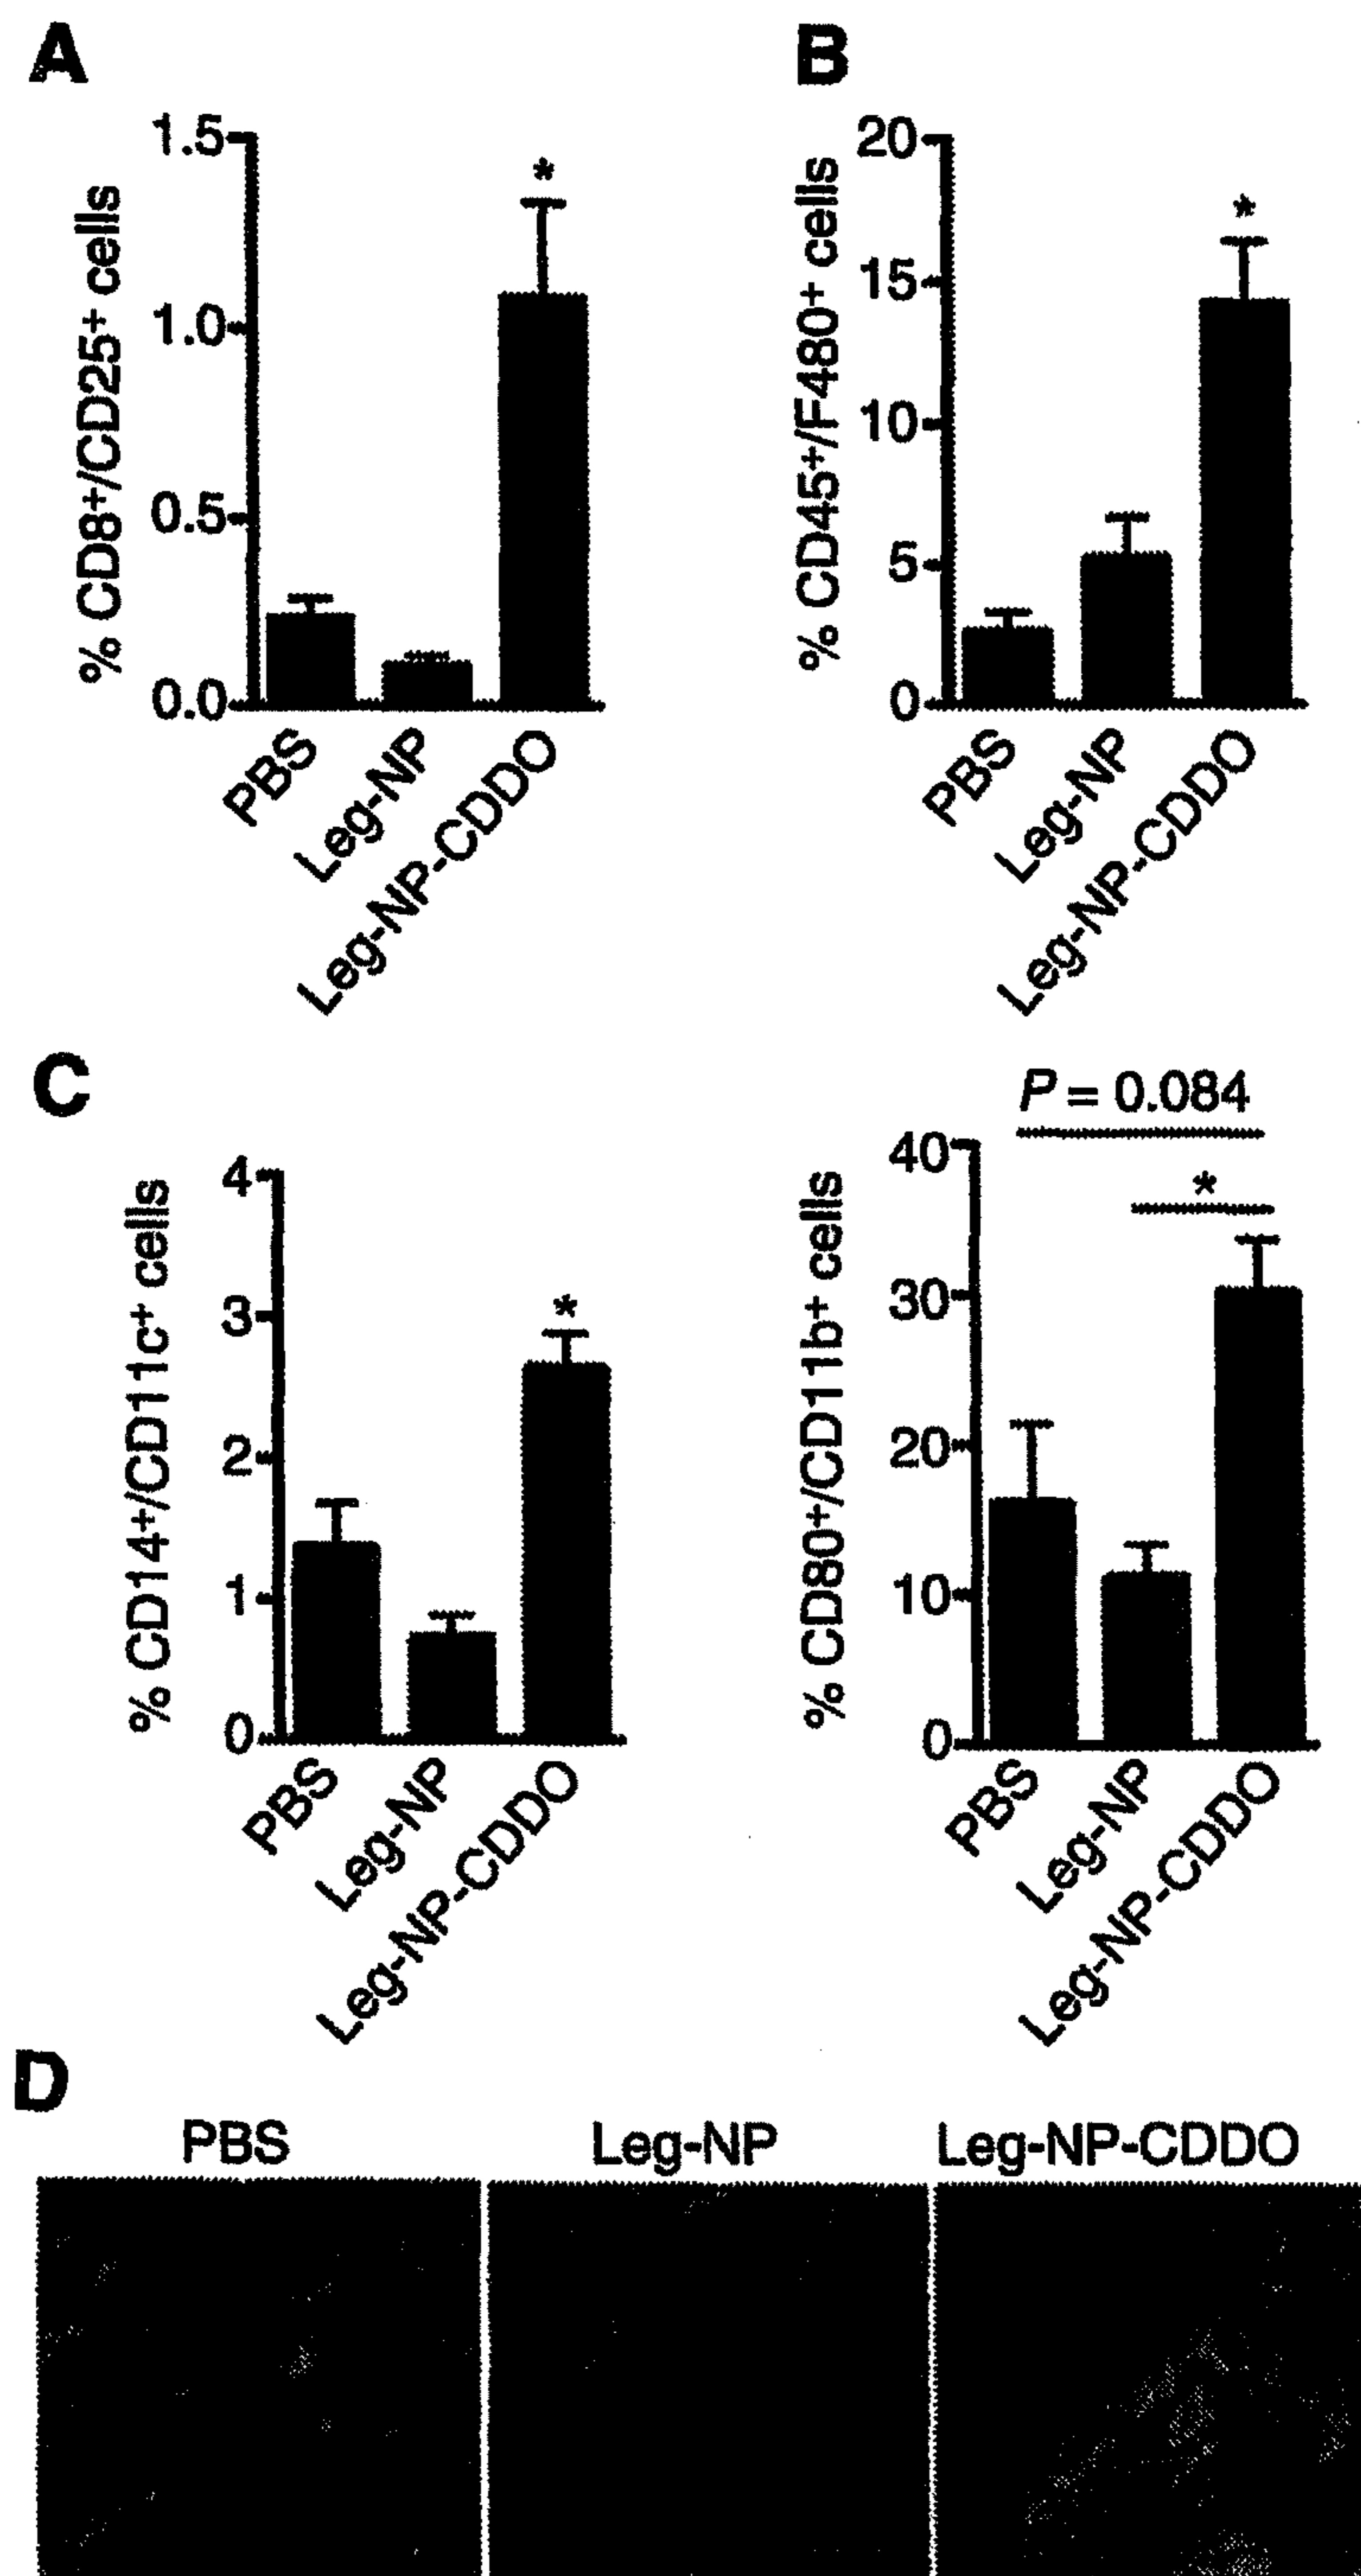 A
% CD8+/CD25+ cells
1.5
1.0
0.5
0.0
PBS
Leg-NP
Leg-NP-CDDO
*
B
% CD45+/F480+ cells
20
15
10
5
0
PBS
Leg-NP
Leg-NP-CDDO
*
C
% CD14+/CD11c+ cells
4
3
2
1
0
PBS
Leg-NP
Leg-NP-CDDO
*
P = 0.084
*
% CD80+/CD11b+ cells
40
30
20
10
0
PBS
Leg-NP
Leg-NP-CDDO
D
PBS
Leg-NP
Leg-NP-CDDO